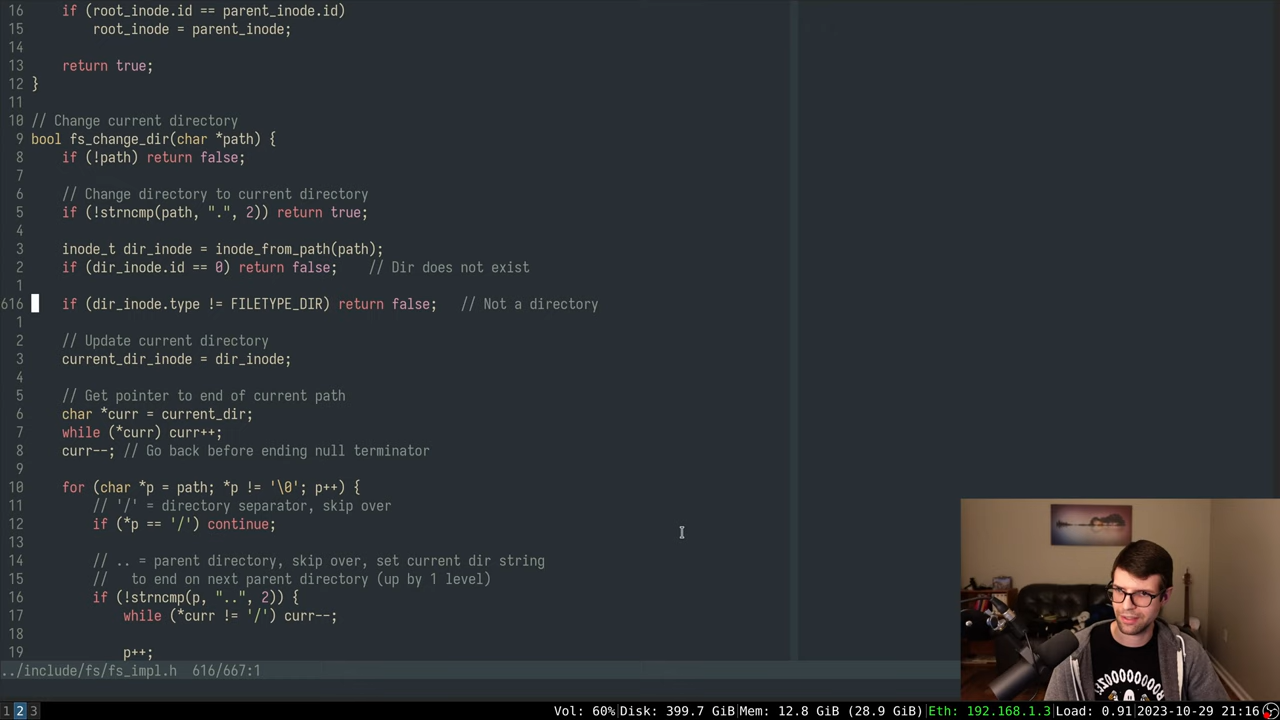 16     if (root_inode.id == parent_inode.id)
15         root_inode = parent_inode;
14
13     return true;
12 }
11
10 // Change current directory
9 bool fs_change_dir(char *path) {
8     if (!path) return false;
7
6     // Change directory to current directory
5     if (!strncmp(path, ".", 2)) return true;
4
3     inode_t dir_inode = inode_from_path(path);
2     if (dir_inode.id == 0) return false;    // Dir does not exist
1
616     if (dir_inode.type != FILETYPE_DIR) return false;   // Not a directory
1
2     // Update current directory
3     current_dir_inode = dir_inode;
4
5     // Get pointer to end of current path
6     char *curr = current_dir;
7     while (*curr) curr++;
8     curr--; // Go back before ending null terminator
9
10     for (char *p = path; *p != '\0'; p++) {
11         // '/' = directory separator, skip over
12         if (*p == '/') continue;
13
14         // .. = parent directory, skip over, set current dir string
15         //   to end on next parent directory (up by 1 level)
16         if (!strncmp(p, "..", 2)) {
17             while (*curr != '/') curr--;
18
19             p++;
../include/fs/fs_impl.h  616/667:1
1 2 3 Vol: 60%|Disk: 399.7 GiB|Mem: 12.8 GiB (28.9 GiB)|Eth: 192.168.1.3|Load: 0.91|2023-10-29 21:16